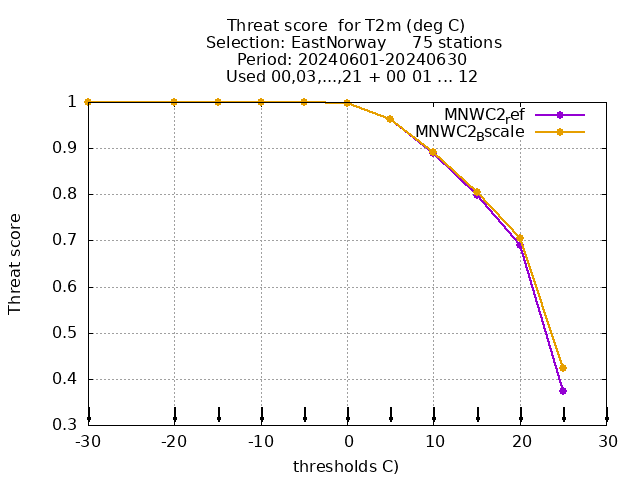 Threat score  for T2m (deg C)
Selection: EastNorway     75 stations
Period: 20240601-20240630
Used 00,03,...,21 + 00 01 ... 12
MNWC2ref
MNWC2Bscale
1
0.9
0.8
0.7
0.6
0.5
0.4
0.3
Threat score
-30 -20 -10 0 10 20 30
thresholds C)